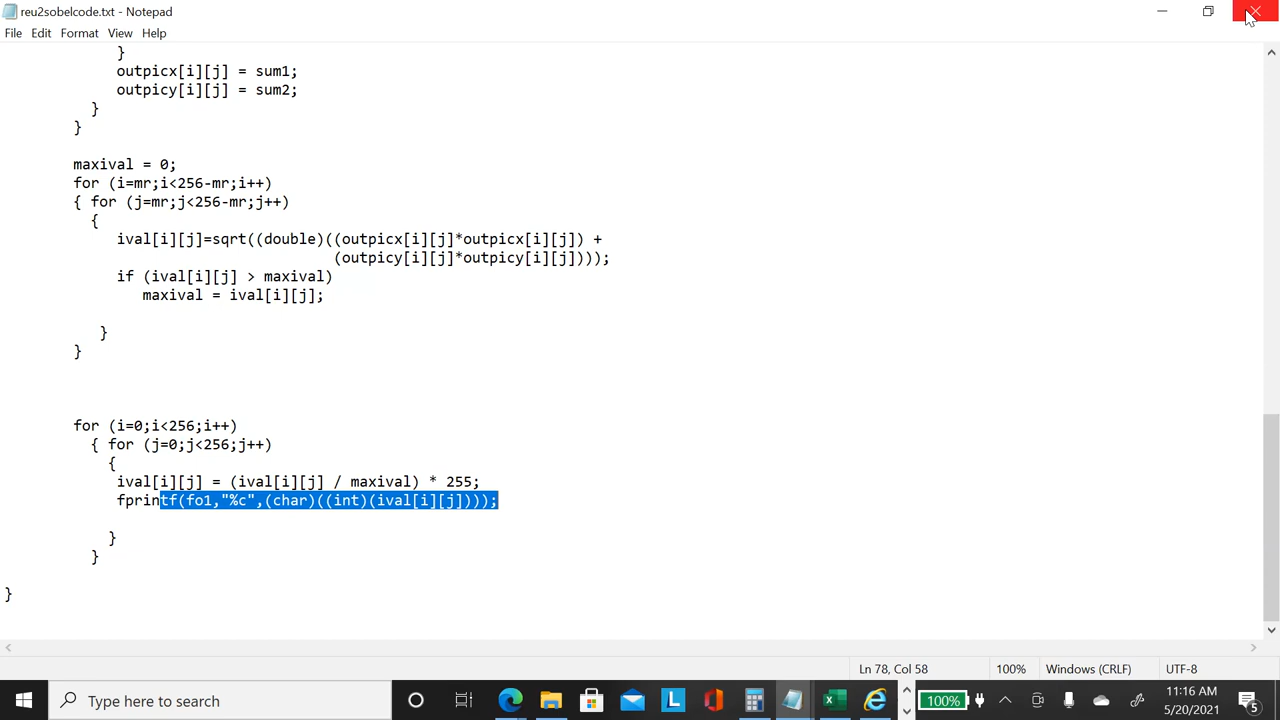 reu2sobelcode.txt - Notepad
File Edit Format View Help
}
outpicx[i][j] = sum1;
outpicy[i][j] = sum2;
}
}
maxival = 0;
for (i=mr;i<256-mr;i++)
{ for (j=mr;j<256-mr;j++)
{
ival[i][j]=sqrt((double)((outpicx[i][j]*outpicx[i][j]) +
(outpicy[i][j]*outpicy[i][j])));
if (ival[i][j] > maxival)
maxival = ival[i][j];
}
}
for (i=0;i<256;i++)
{ for (j=0;j<256;j++)
{
ival[i][j] = (ival[i][j] / maxival) * 255;
fprintf(fo1,"%c",(char)((int)(ival[i][j])));
}
}
}
Ln 78, Col 58 100% Windows (CRLF) UTF-8
Type here to search
L
100%
11:16 AM
5/20/2021
5